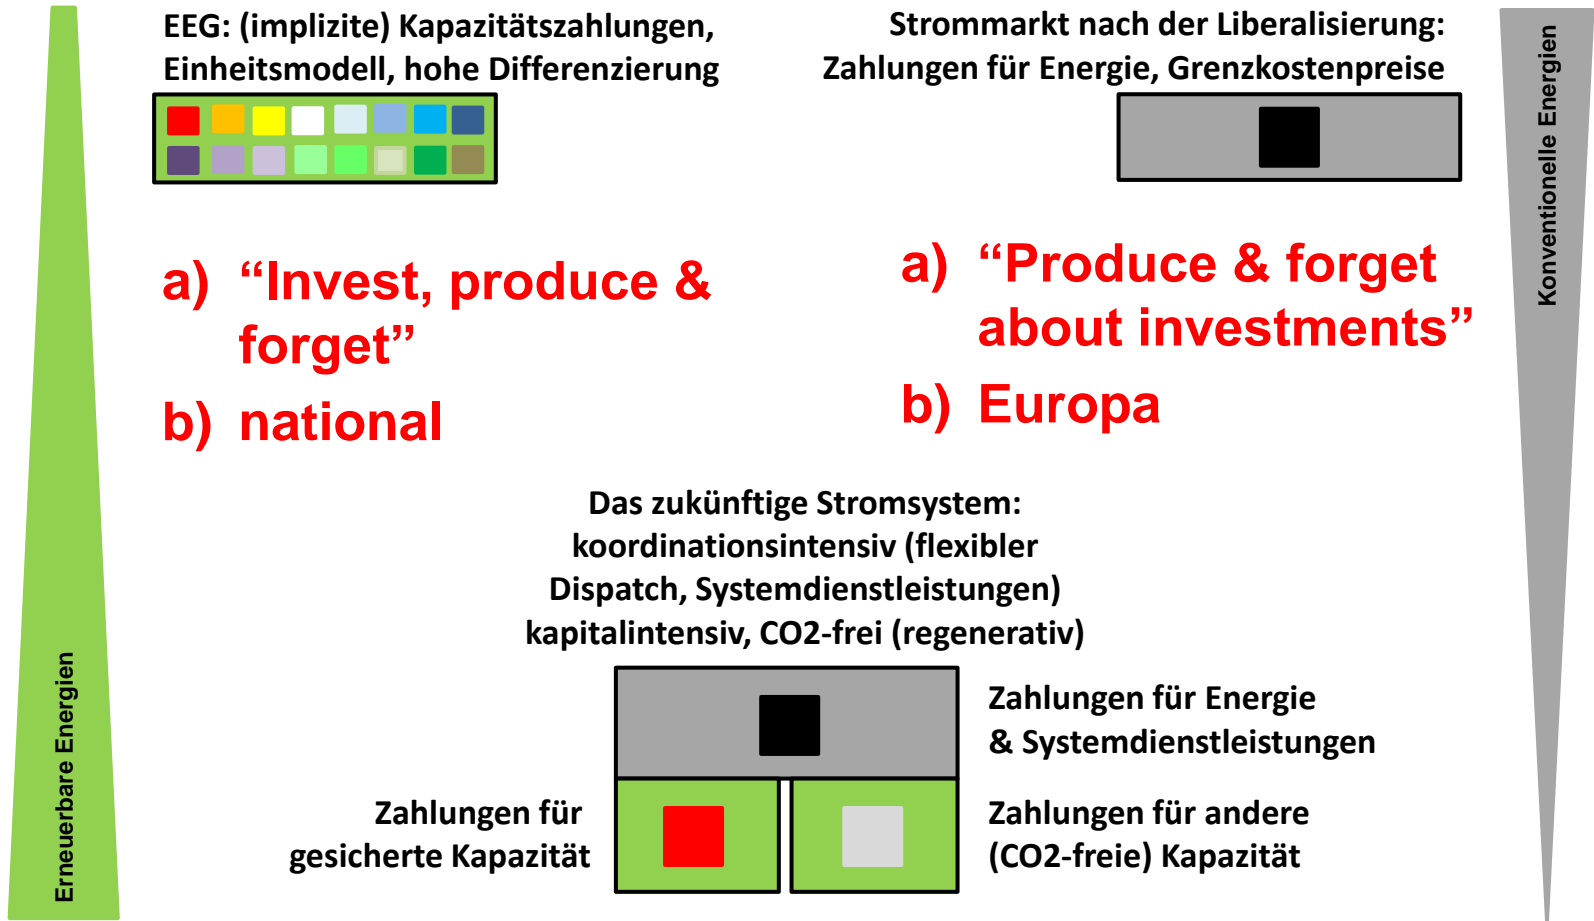 EEG: (implizite) Kapazitätszahlungen,
Einheitsmodell, hohe Differenzierung
Strommarkt nach der Liberalisierung:
Zahlungen für Energie, Grenzkostenpreise
a) “Invest, produce &
forget”
b) national
a) “Produce & forget
about investments”
b) Europa
Konventionelle Energien
Das zukünftige Stromsystem:
koordinationsintensiv (flexibler
Dispatch, Systemdienstleistungen)
kapitalintensiv, CO2-frei (regenerativ)
Erneuerbare Energien
Zahlungen für Energie
& Systemdienstleistungen
Zahlungen für
gesicherte Kapazität
Zahlungen für andere
(CO2-freie) Kapazität